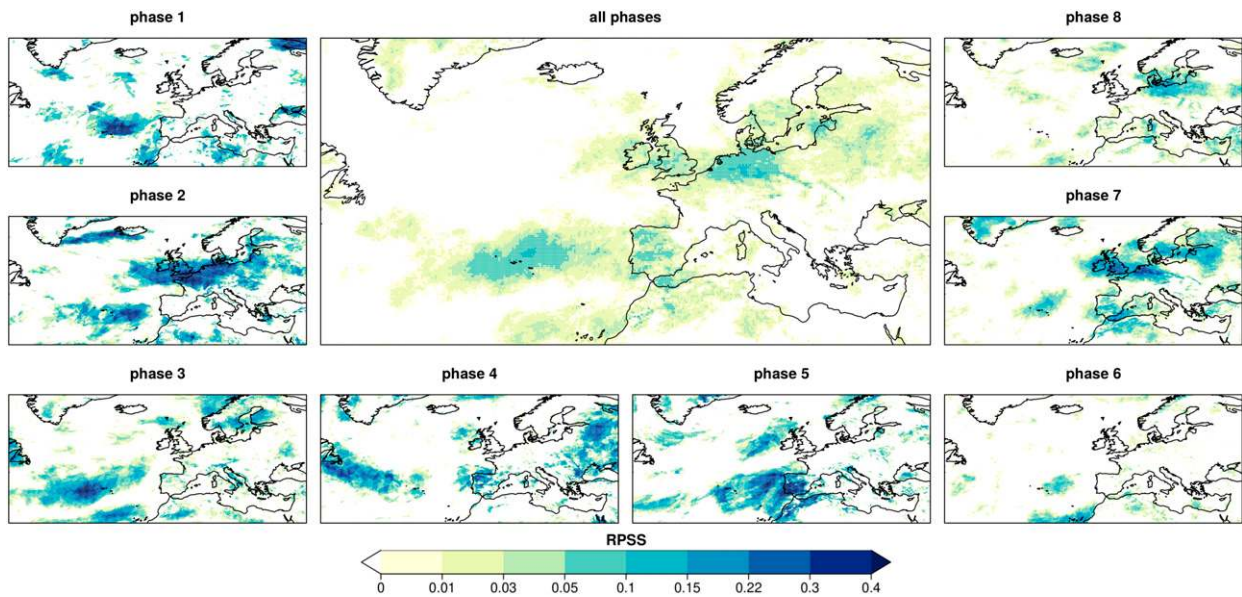 phase 1
all phases
phase 8
phase 2
phase 7
phase 3
phase 4
phase 5
phase 6
RPSS
0 0.01 0.03 0.05 0.1 0.15 0.22 0.3 0.4